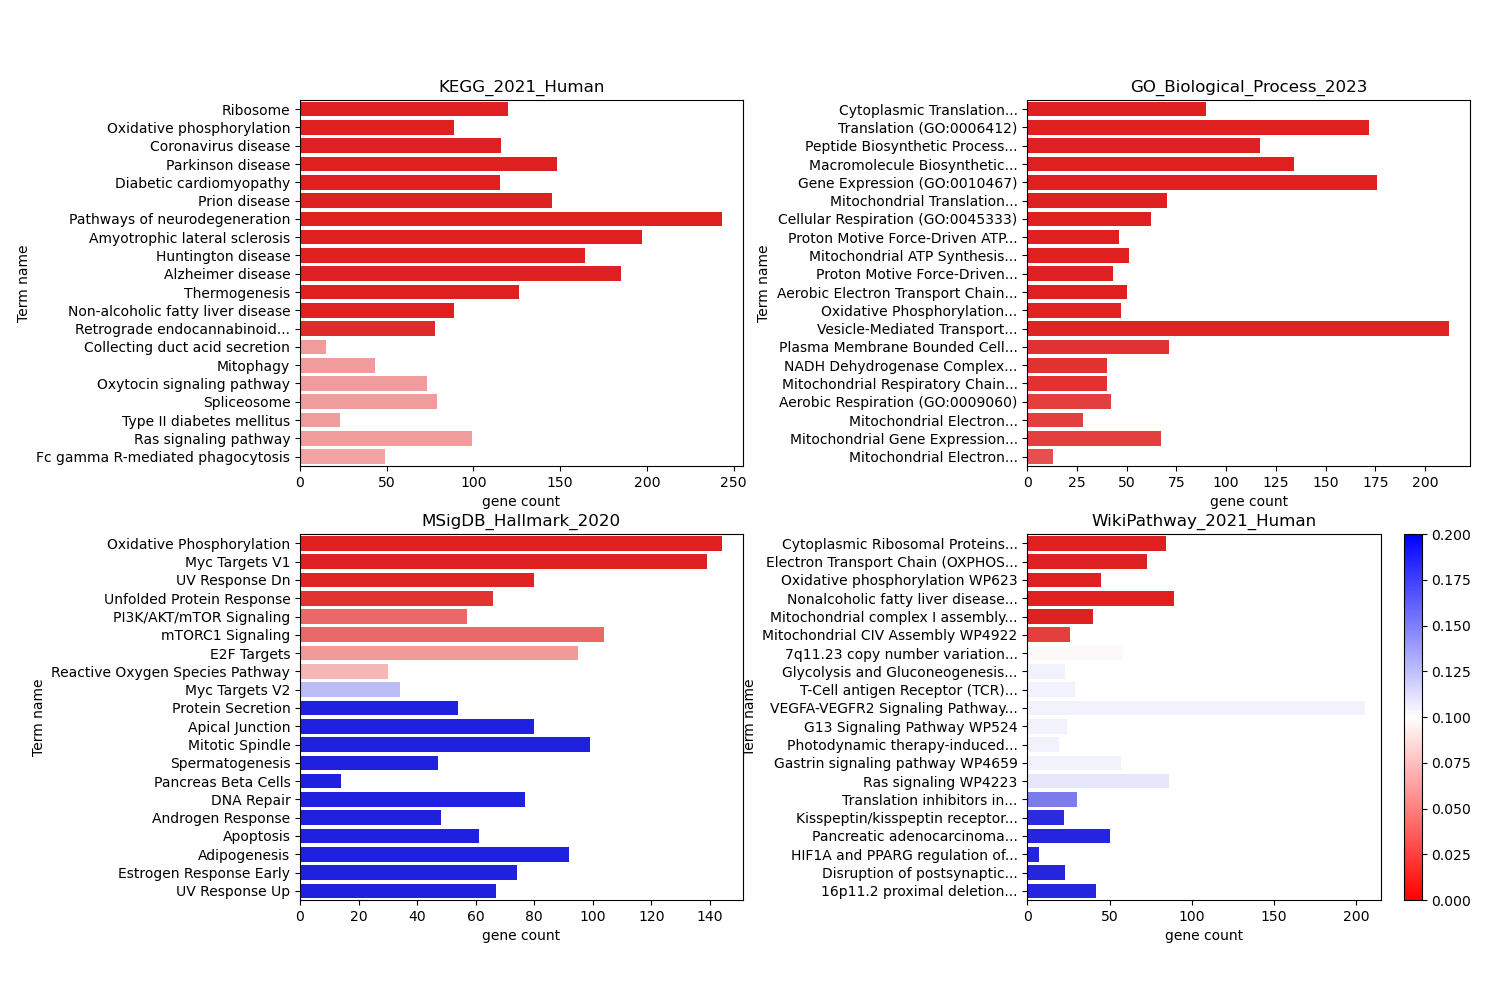 KEGG_2021_Human
Term name
Ribosome
Oxidative phosphorylation
Coronavirus disease
Parkinson disease
Diabetic cardiomyopathy
Prion disease
Pathways of neurodegeneration
Amyotrophic lateral sclerosis
Huntington disease
Alzheimer disease
Thermogenesis
Non-alcoholic fatty liver disease
Retrograde endocannabinoid...
Collecting duct acid secretion
Mitophagy
Oxytocin signaling pathway
Spliceosome
Type II diabetes mellitus
Ras signaling pathway
Fc gamma R-mediated phagocytosis
0 50 100 150 200 250
gene count
GO_Biological_Process_2023
Term name
Cytoplasmic Translation...
Translation (GO:0006412)
Peptide Biosynthetic Process...
Macromolecule Biosynthetic...
Gene Expression (GO:0010467)
Mitochondrial Translation...
Cellular Respiration (GO:0045333)
Proton Motive Force-Driven ATP...
Mitochondrial ATP Synthesis...
Proton Motive Force-Driven...
Aerobic Electron Transport Chain...
Oxidative Phosphorylation...
Vesicle-Mediated Transport...
Plasma Membrane Bounded Cell...
NADH Dehydrogenase Complex...
Mitochondrial Respiratory Chain...
Aerobic Respiration (GO:0009060)
Mitochondrial Electron...
Mitochondrial Gene Expression...
Mitochondrial Electron...
0 25 50 75 100 125 150 175 200
gene count
MSigDB_Hallmark_2020
Term name
Oxidative Phosphorylation
Myc Targets V1
UV Response Dn
Unfolded Protein Response
PI3K/AKT/mTOR Signaling
mTORC1 Signaling
E2F Targets
Reactive Oxygen Species Pathway
Myc Targets V2
Protein Secretion
Apical Junction
Mitotic Spindle
Spermatogenesis
Pancreas Beta Cells
DNA Repair
Androgen Response
Apoptosis
Adipogenesis
Estrogen Response Early
UV Response Up
0 20 40 60 80 100 120 140
gene count
WikiPathway_2021_Human
Term name
Cytoplasmic Ribosomal Proteins...
Electron Transport Chain (OXPHOS...
Oxidative phosphorylation WP623
Nonalcoholic fatty liver disease...
Mitochondrial complex I assembly...
Mitochondrial CIV Assembly WP4922
7q11.23 copy number variation...
Glycolysis and Gluconeogenesis...
T-Cell antigen Receptor (TCR)...
VEGFA-VEGFR2 Signaling Pathway...
G13 Signaling Pathway WP524
Photodynamic therapy-induced...
Gastrin signaling pathway WP4659
Ras signaling WP4223
Translation inhibitors in...
Kisspeptin/kisspeptin receptor...
Pancreatic adenocarcinoma...
HIF1A and PPARG regulation of...
Disruption of postsynaptic...
16p11.2 proximal deletion...
0 50 100 150 200
gene count
0.200
0.175
0.150
0.125
0.100
0.075
0.050
0.025
0.000